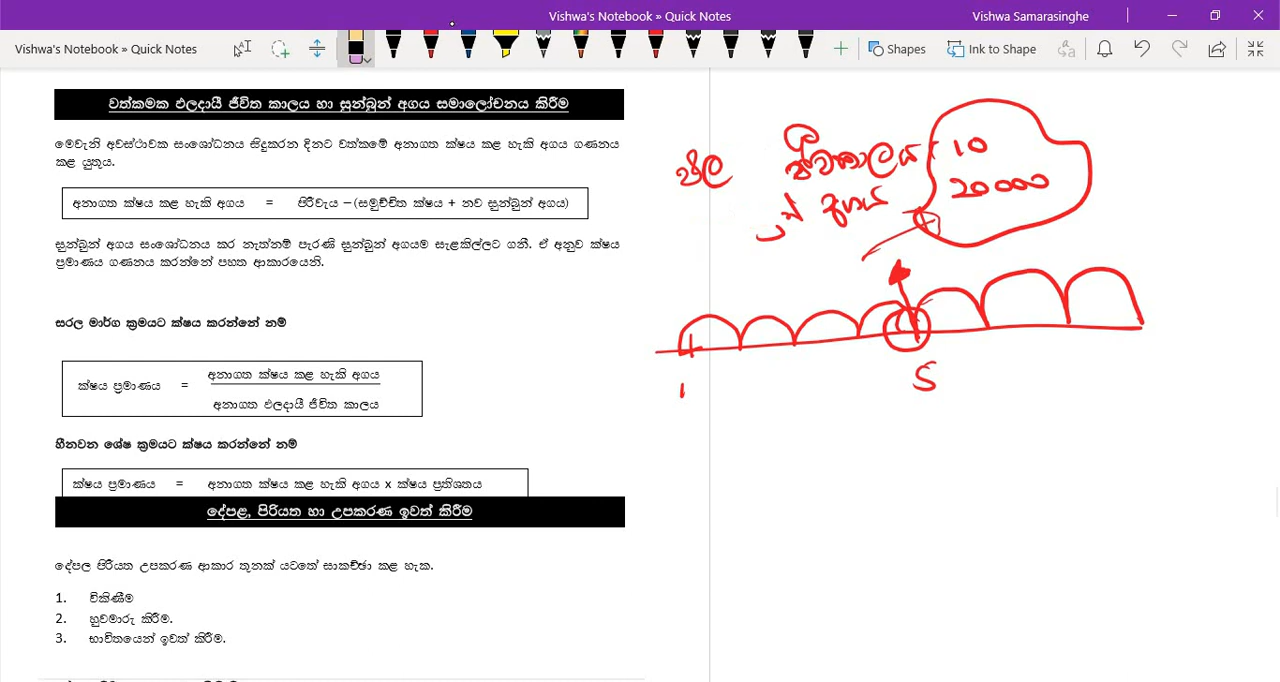 Vishwa's Notebook » Quick Notes
Vishwa Samarasinghe
Vishwa's Notebook » Quick Notes
Shapes
Ink to Shape
වත්කමක ඵලදායී ජීවිත කාලය හා සුන්බුන් අගය සමාලෝචනය කිරීම
මෙවැනි අවස්ථාවක සංශෝධනය සිදුකරන දිනට වත්කමේ අනාගත ක්ෂය කළ හැකි අගය ගණනය
කළ යුතුය.
අනාගත ක්ෂය කළ හැකි අගය = පිරිවැය – (සමුච්චිත ක්ෂය + නව සුන්බුන් අගය)
සුන්බුන් අගය සංශෝධනය කර නැත්නම් පැරණි සුන්බුන් අගයම සැළකිල්ලට ගනී. ඒ අනුව ක්ෂය
ප්‍රමාණය ගණනය කරන්නේ පහත ආකාරයෙනි.
සරල මාර්ග ක්‍රමයට ක්ෂය කරන්නේ නම්
ක්ෂය ප්‍රමාණය = අනාගත ක්ෂය කළ හැකි අගය
අනාගත ඵලදායී ජීවිත කාලය
හීනවන ශේෂ ක්‍රමයට ක්ෂය කරන්නේ නම්
ක්ෂය ප්‍රමාණය = අනාගත ක්ෂය කළ හැකි අගය x ක්ෂය ප්‍රතිශතය
දේපළ, පිරියත හා උපකරණ ඉවත් කිරීම
දේපල පිරියත උපකරණ ආකාර තුනක් යටතේ සාකච්ඡා කළ හැක.
1. විකිණීම
2. හුවමාරු කිරීම.
3. භාවිතයෙන් ඉවත් කිරීම.
10
20000
අගය
1
5